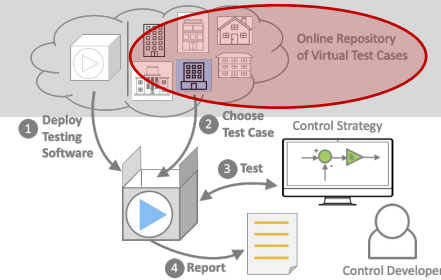 Online Repository
of Virtual Test Cases
1 Deploy
Testing
Software
2 Choose
Test Case
Control Strategy
+
-
K
3 Test
4 Report
Control Developer